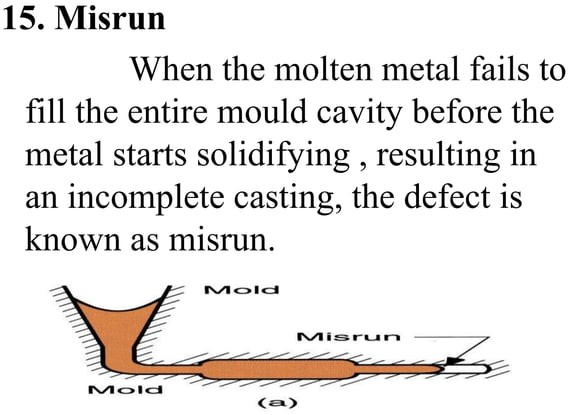 15. Misrun
When the molten metal fails to
fill the entire mould cavity before the
metal starts solidifying , resulting in
an incomplete casting, the defect is
known as misrun.
Mold
Misrun
Mold
(a)